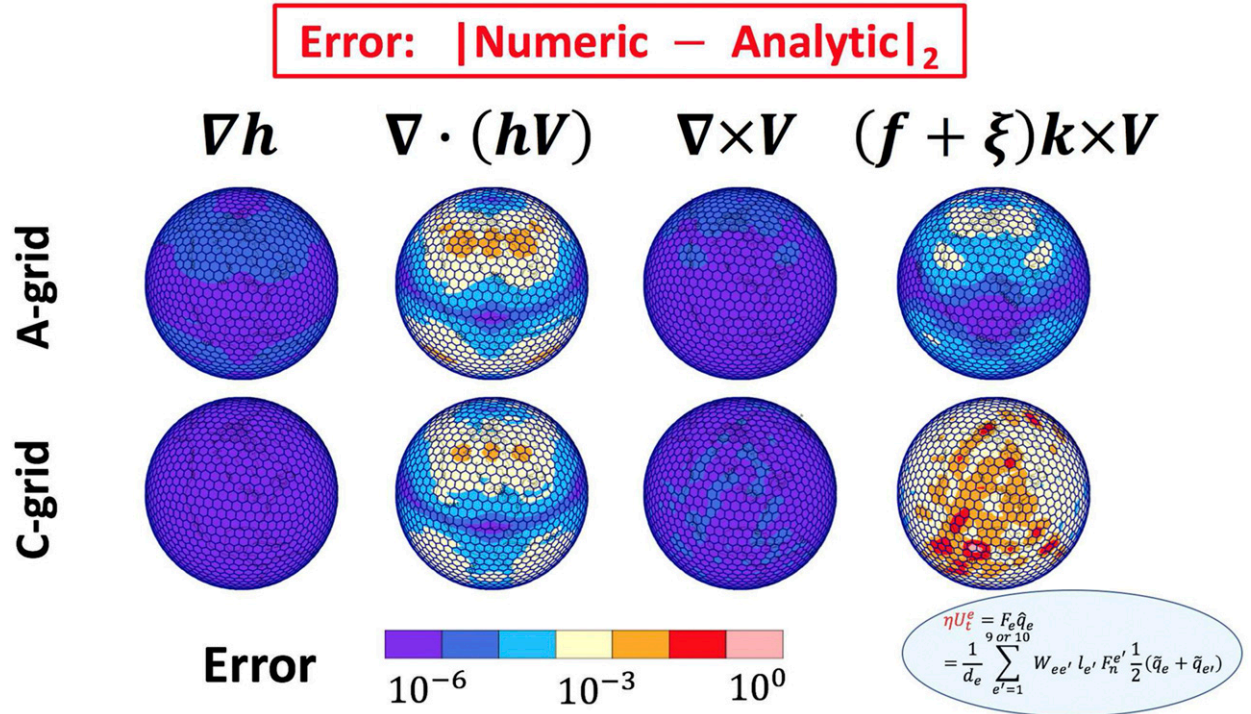 Error: |Numeric − Analytic|₂
∇h ∇ · (hV) ∇×V (f + ξ)k×V
A-grid
C-grid
Error
10⁻⁶ 10⁻³ 10⁰
ηUₜᵉ = Fₑq̂ₑ
9 or 10
= 1/dₑ ∑ Wₑₑ′ lₑ′ Fₙᵉ′ 1/2 (q̃ₑ + q̃ₑ′)
e′=1